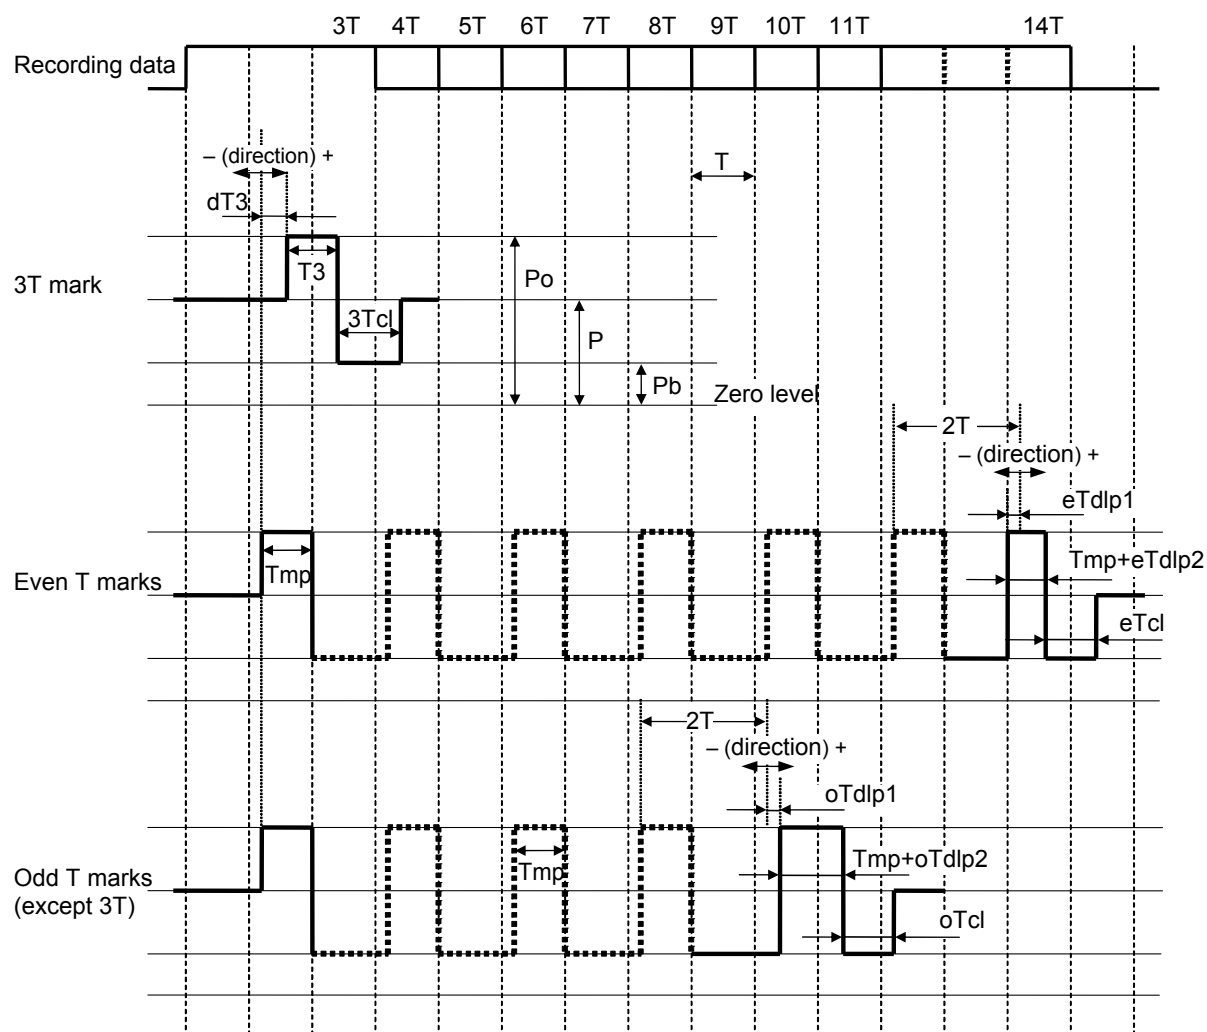 3T 4T 5T 6T 7T 8T 9T 10T 11T 14T
Recording data
– (direction) +
T
dT3
T3
Po
3T mark
3Tcl
P
Pb
Zero level
2T
– (direction) +
eTdlp1
Tmp
Tmp+eTdlp2
Even T marks
eTcl
2T
– (direction) +
oTdlp1
Tmp
Tmp+oTdlp2
Odd T marks
(except 3T)
oTcl